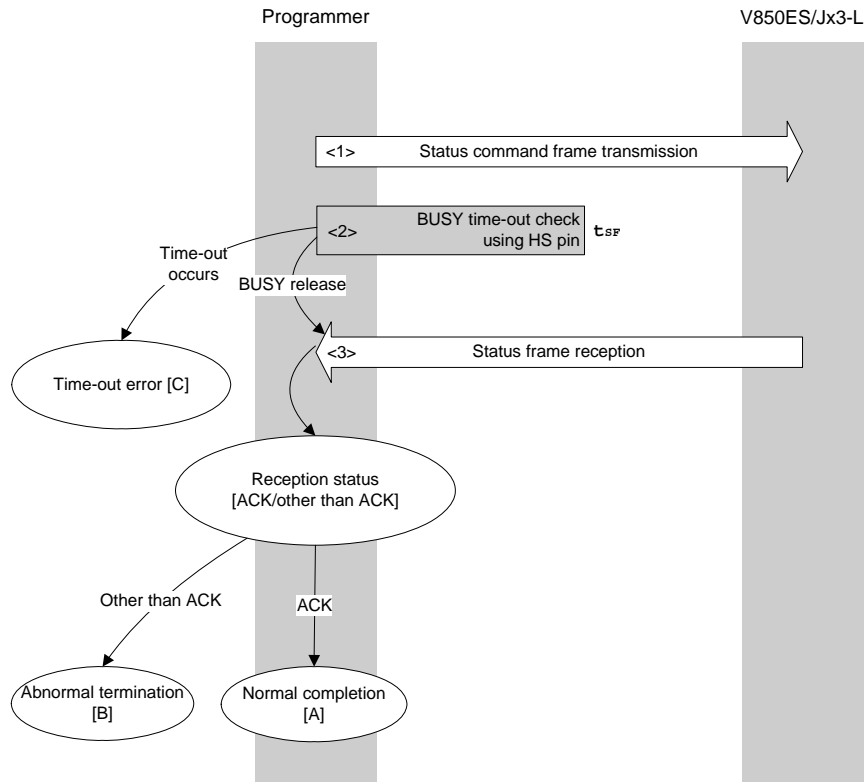 Programmer
V850ES/Jx3-L
<1>
Status command frame transmission
<2>
BUSY time-out check
using HS pin
tSF
Time-out
occurs
BUSY release
<3>
Status frame reception
Time-out error [C]
Reception status
[ACK/other than ACK]
Other than ACK
ACK
Abnormal termination
[B]
Normal completion
[A]